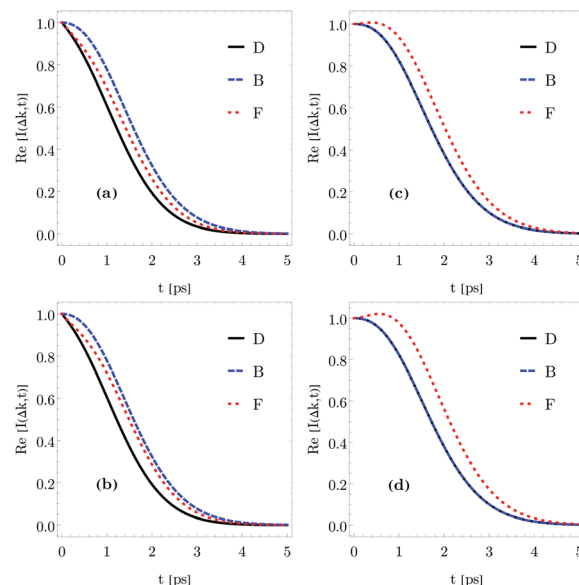 1.0
0.8
0.6
0.4
0.2
0.0
Re [I(Δk,t)]
D
B
F
(a)
0 1 2 3 4 5
t [ps]
1.0
0.8
0.6
0.4
0.2
0.0
Re [I(Δk,t)]
D
B
F
(c)
0 1 2 3 4 5
t [ps]
1.0
0.8
0.6
0.4
0.2
0.0
Re [I(Δk,t)]
D
B
F
(b)
0 1 2 3 4 5
t [ps]
1.0
0.8
0.6
0.4
0.2
0.0
Re [I(Δk,t)]
D
B
F
(d)
0 1 2 3 4 5
t [ps]